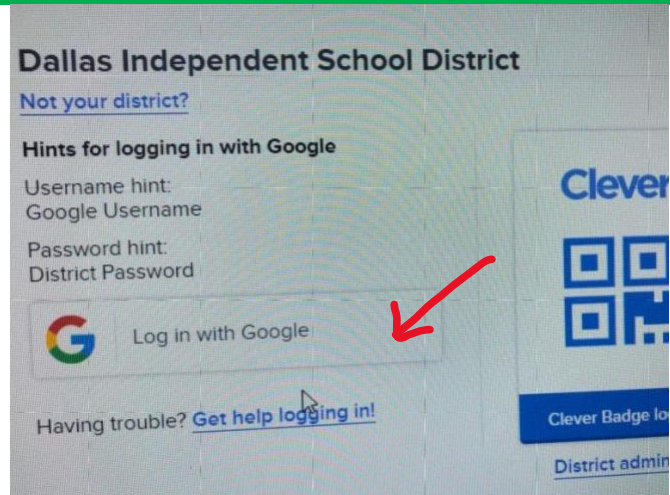 Dallas Independent School District
Not your district?
Hints for logging in with Google
Username hint:
Google Username
Password hint:
District Password
Log in with Google
Having trouble? Get help logging in!
Clever
Clever Badge lo
District admin